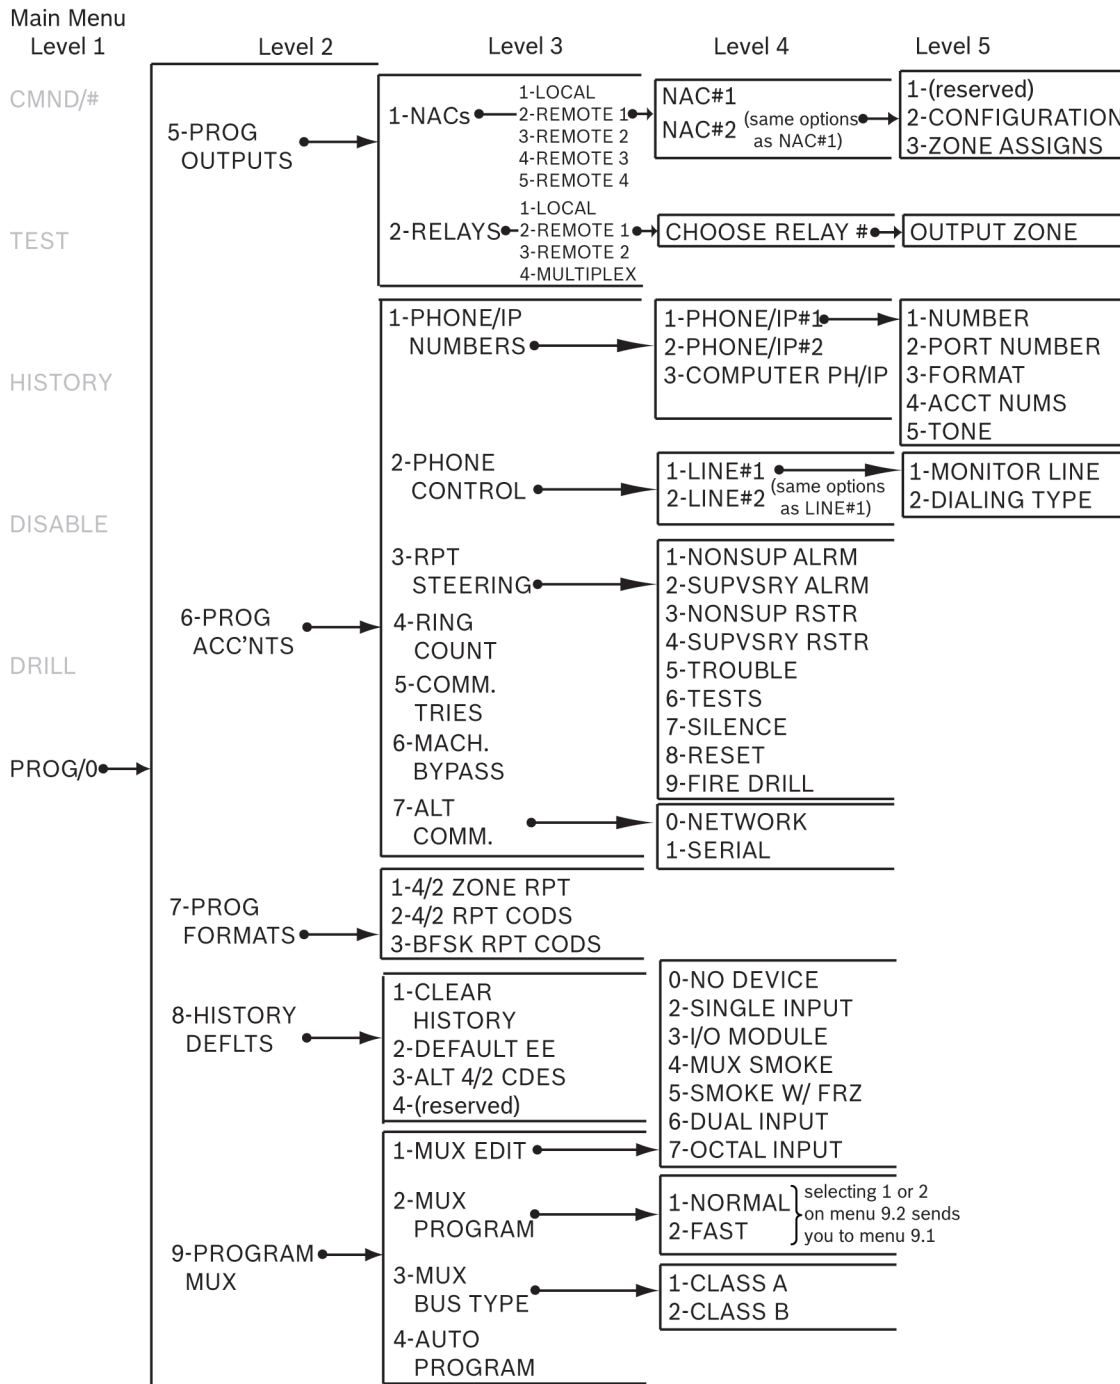 Main Menu
Level 1
Level 2
Level 3
Level 4
Level 5
CMND/#
TEST
HISTORY
DISABLE
DRILL
PROG/0
5-PROG
OUTPUTS
1-NACs
1-LOCAL
2-REMOTE 1
3-REMOTE 2
4-REMOTE 3
5-REMOTE 4
NAC#1
NAC#2
(same options
as NAC#1)
1-(reserved)
2-CONFIGURATION
3-ZONE ASSIGNS
2-RELAYS
1-LOCAL
2-REMOTE 1
3-REMOTE 2
4-MULTIPLEX
CHOOSE RELAY #
OUTPUT ZONE
6-PROG
ACC'NTS
1-PHONE/IP
NUMBERS
1-PHONE/IP#1
2-PHONE/IP#2
3-COMPUTER PH/IP
1-NUMBER
2-PORT NUMBER
3-FORMAT
4-ACCT NUMS
5-TONE
2-PHONE
CONTROL
1-LINE#1
2-LINE#2
(same options
as LINE#1)
1-MONITOR LINE
2-DIALING TYPE
3-RPT
STEERING
1-NONSUP ALRM
2-SUPVSRY ALRM
3-NONSUP RSTR
4-SUPVSRY RSTR
5-TROUBLE
6-TESTS
7-SILENCE
8-RESET
9-FIRE DRILL
4-RING
COUNT
5-COMM.
TRIES
6-MACH.
BYPASS
7-ALT
COMM.
0-NETWORK
1-SERIAL
7-PROG
FORMATS
1-4/2 ZONE RPT
2-4/2 RPT CODS
3-BFSK RPT CODS
8-HISTORY
DEFLTS
1-CLEAR
HISTORY
2-DEFAULT EE
3-ALT 4/2 CDES
4-(reserved)
9-PROGRAM
MUX
1-MUX EDIT
0-NO DEVICE
2-SINGLE INPUT
3-I/O MODULE
4-MUX SMOKE
5-SMOKE W/ FRZ
6-DUAL INPUT
7-OCTAL INPUT
2-MUX
PROGRAM
1-NORMAL
2-FAST
selecting 1 or 2
on menu 9.2 sends
you to menu 9.1
3-MUX
BUS TYPE
1-CLASS A
2-CLASS B
4-AUTO
PROGRAM